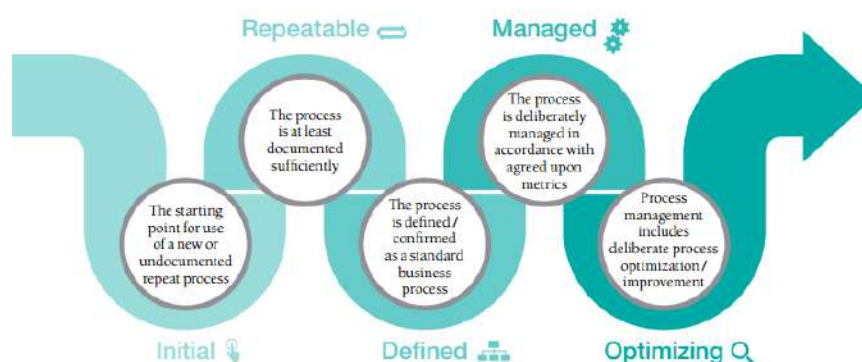 Repeatable
Managed
The process
is at least
documented
sufficiently
The process
is deliberately
managed in
accordance with
agreed upon
metrics
The starting
point for use
of a new or
undocumented
repeat process
The process
is defined/
confirmed
as a standard
business
process
Process
management
includes
deliberate process
optimization/
improvement
Initial
Defined
Optimizing